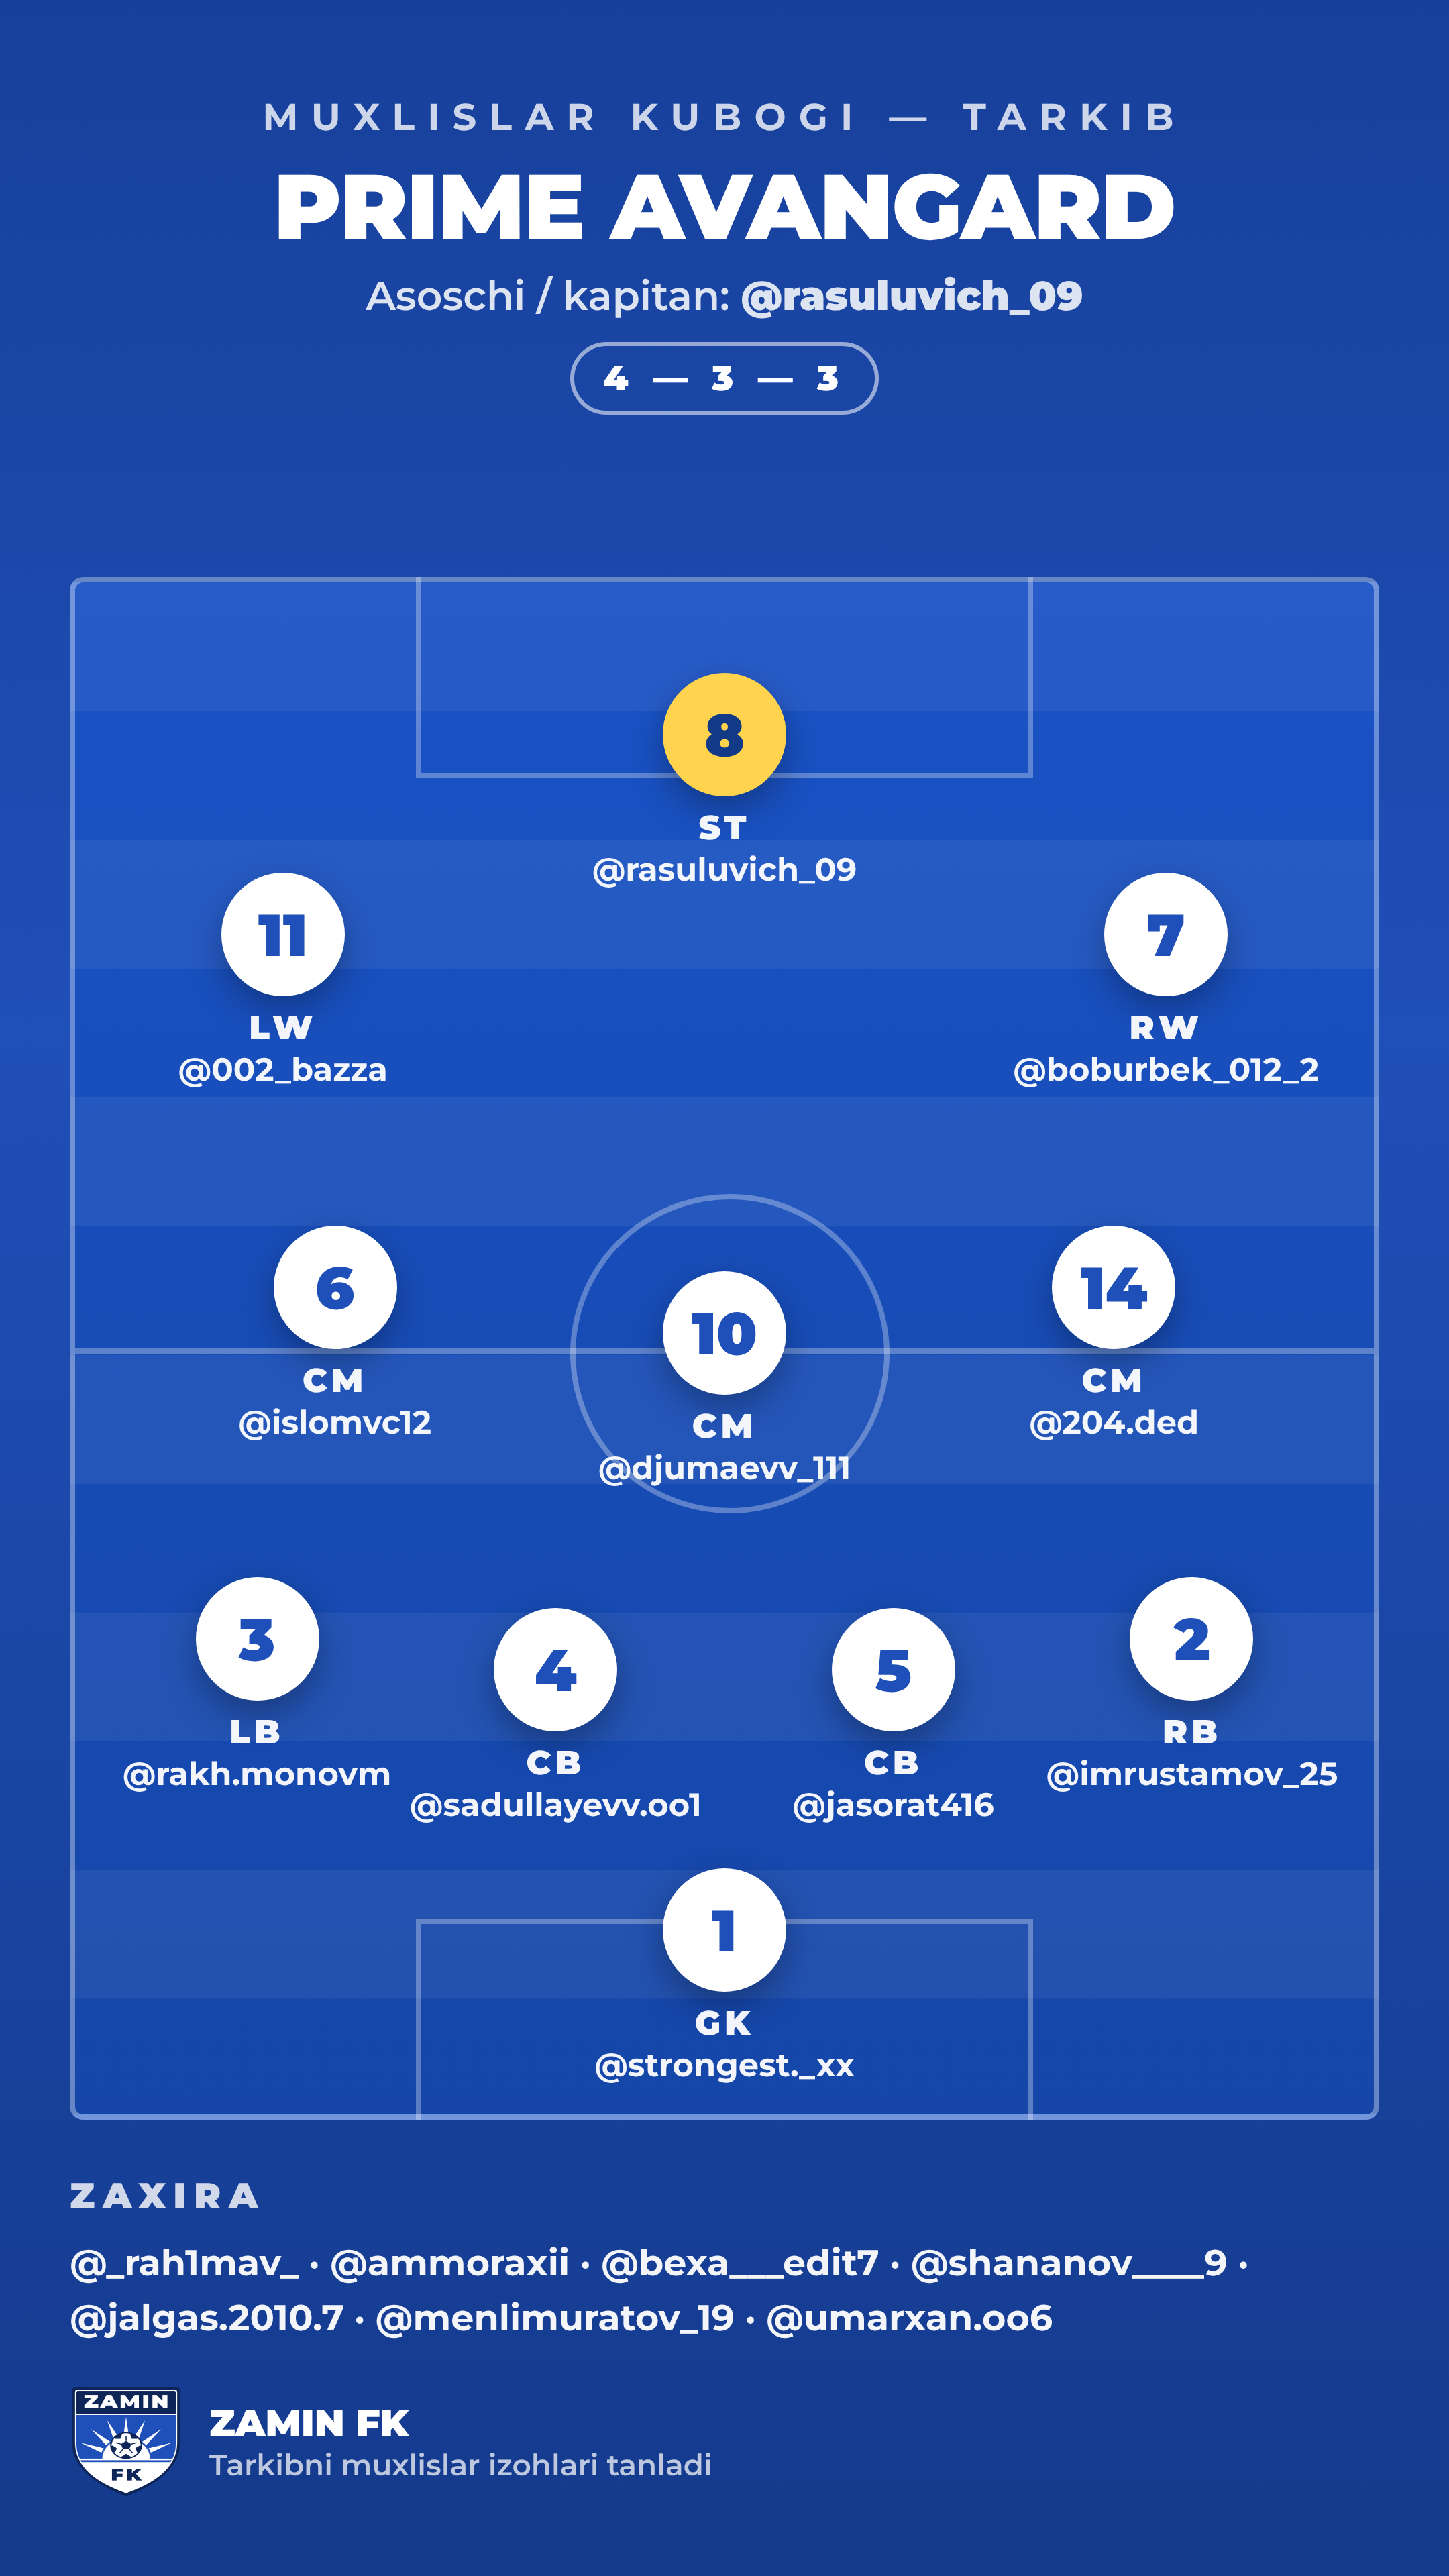 MUXLISLAR KUBOGI — TARKIB
PRIME AVANGARD
Asoschi / kapitan: @rasuluvich_09
4 — 3 — 3
8
ST
@rasuluvich_09
11
LW
@002_bazza
7
RW
@boburbek_012_2
6
CM
@islomvc12
10
CM
@djumaevv_111
14
CM
@204.ded
3
LB
@rakh.monovm
4
CB
@sadullayevv.oo1
5
CB
@jasorat416
2
RB
@imrustamov_25
1
GK
@strongest._xx
ZAXIRA
@_rah1mav_ · @ammoraxii · @bexa___edit7 · @shananov____9 ·
@jalgas.2010.7 · @menlimuratov_19 · @umarxan.oo6
ZAMIN
FK
ZAMIN FK
Tarkibni muxlislar izohlari tanladi